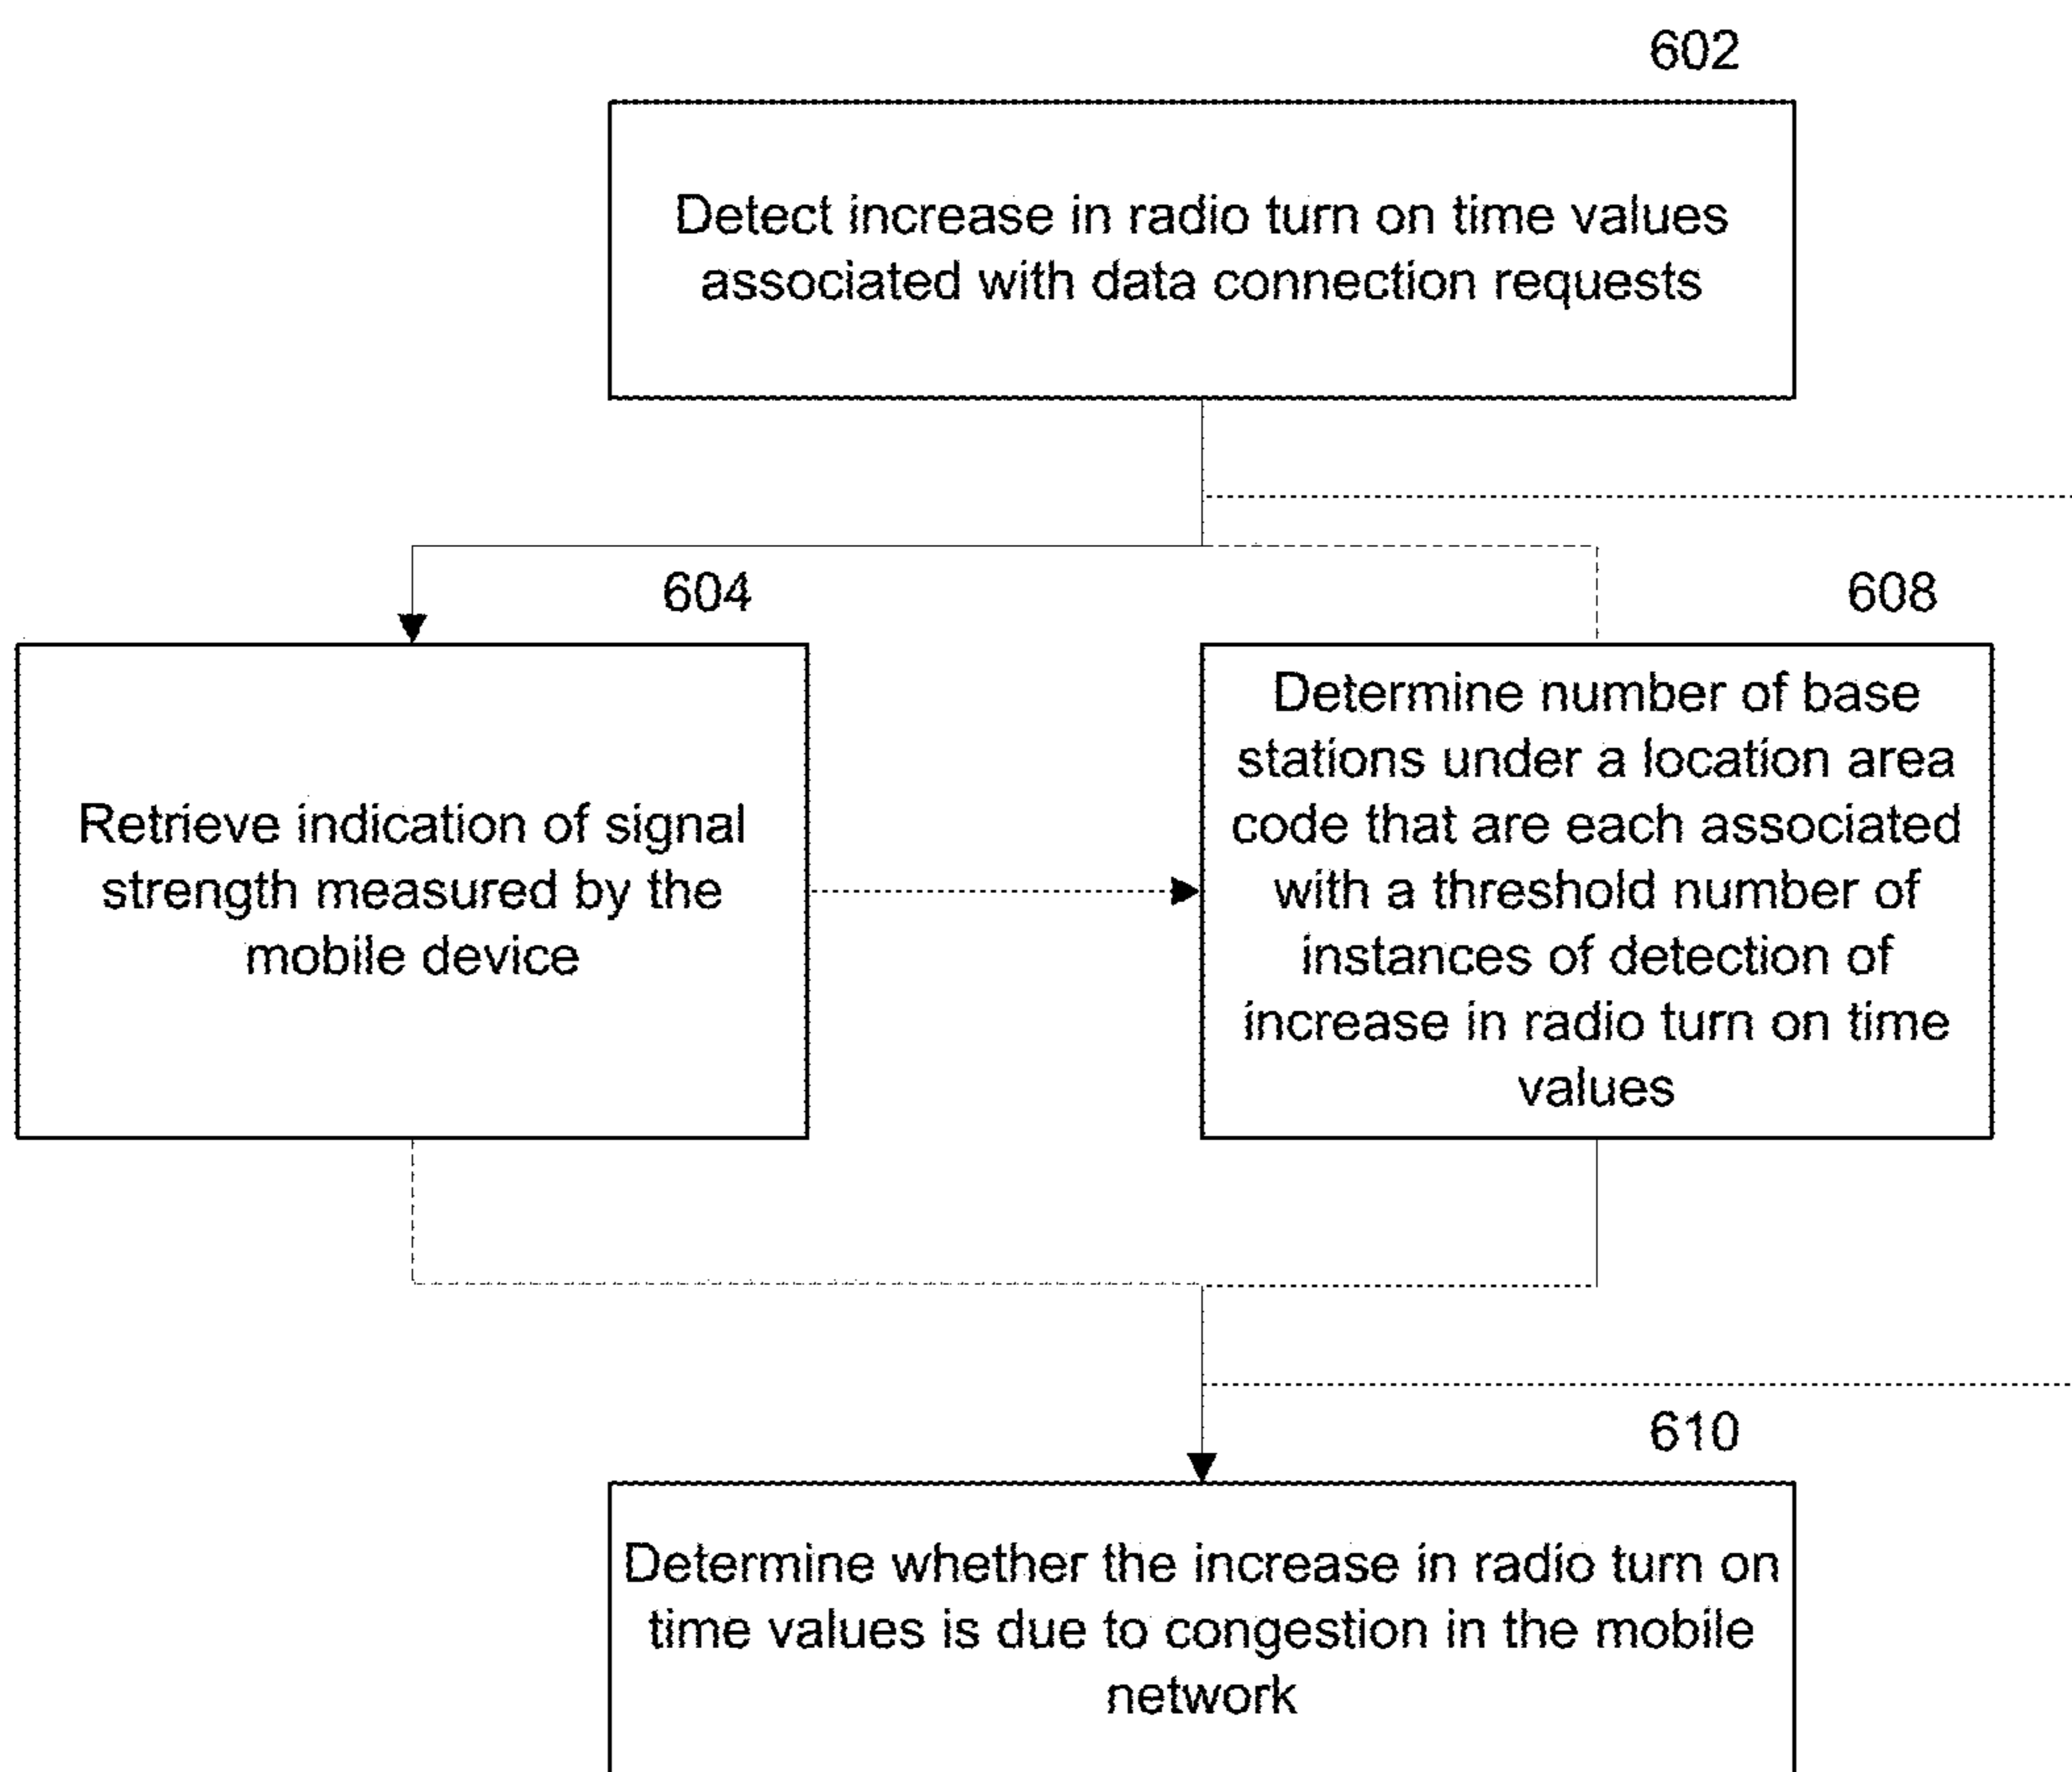 602
Detect increase in radio turn on time values
associated with data connection requests
604
Retrieve indication of signal
strength measured by the
mobile device
608
Determine number of base
stations under a location area
code that are each associated
with a threshold number of
instances of detection of
increase in radio turn on time
values
610
Determine whether the increase in radio turn on
time values is due to congestion in the mobile
network